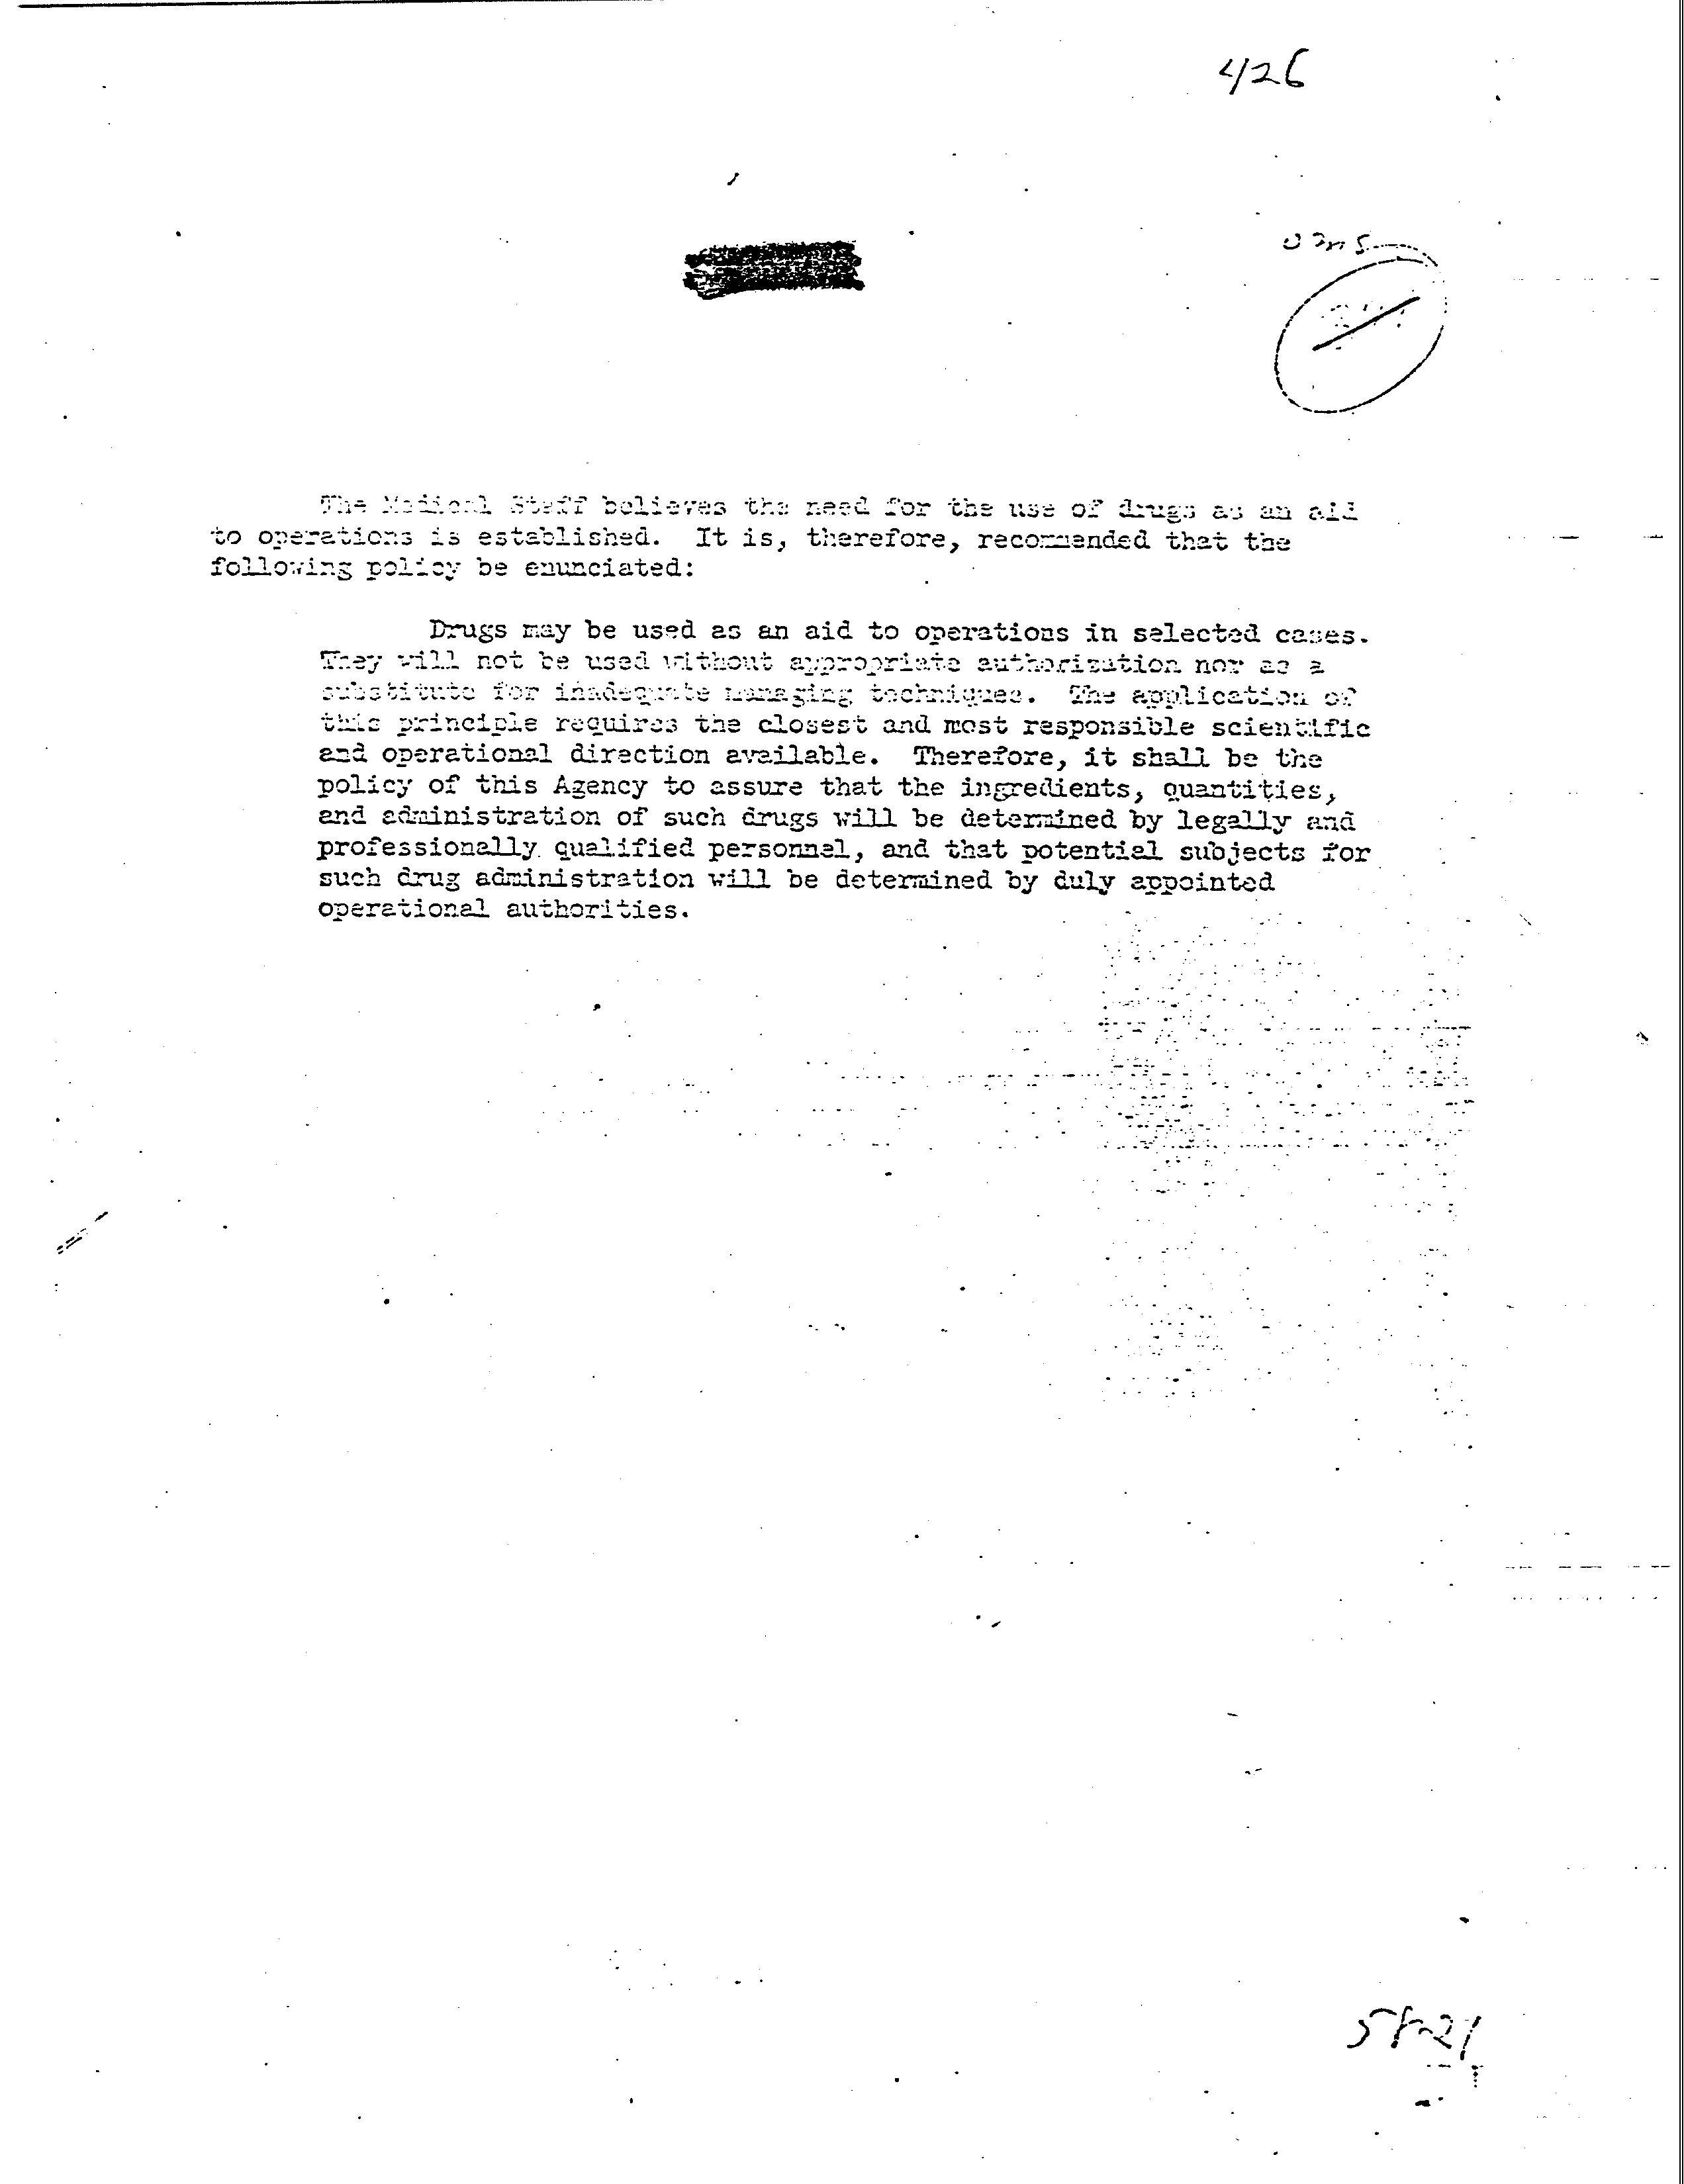 426
OMS
The Medical Staff believes the need for the use of drugs as an aid
to operations is established. It is, therefore, recommended that the
following policy be enunciated:
Drugs may be used as an aid to operations in selected cases.
They will not be used without appropriate authorization nor as a
substitute for inadequate managing techniques. The application of
this principle requires the closest and most responsible scientific
and operational direction available. Therefore, it shall be the
policy of this Agency to assure that the ingredients, quantities,
and administration of such drugs will be determined by legally and
professionally qualified personnel, and that potential subjects for
such drug administration will be determined by duly appointed
operational authorities.